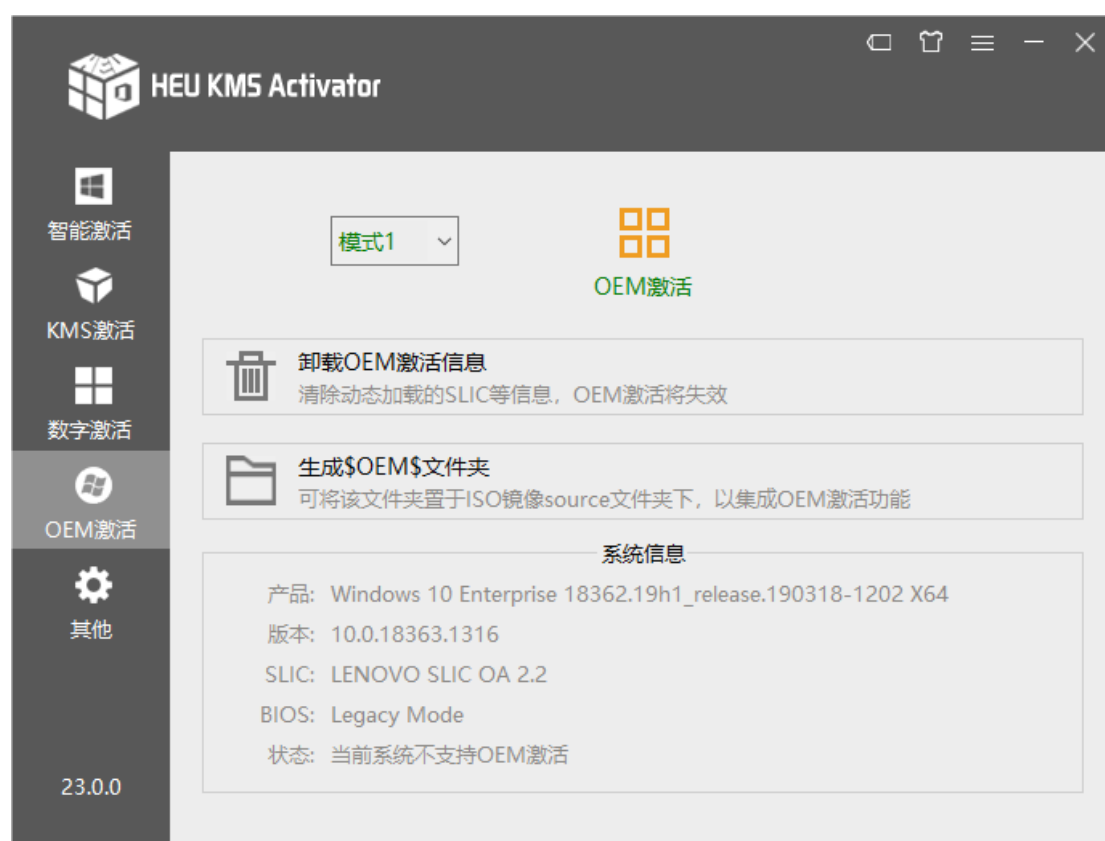 HEU KMS Activator
智能激活
KMS激活
数字激活
OEM激活
其他
23.0.0
模式1
OEM激活
卸载OEM激活信息
清除动态加载的SLIC等信息，OEM激活将失效
生成$OEM$文件夹
可将该文件夹置于ISO镜像source文件夹下，以集成OEM激活功能
系统信息
产品: Windows 10 Enterprise 18362.19h1_release.190318-1202 X64
版本: 10.0.18363.1316
SLIC: LENOVO SLIC OA 2.2
BIOS: Legacy Mode
状态: 当前系统不支持OEM激活